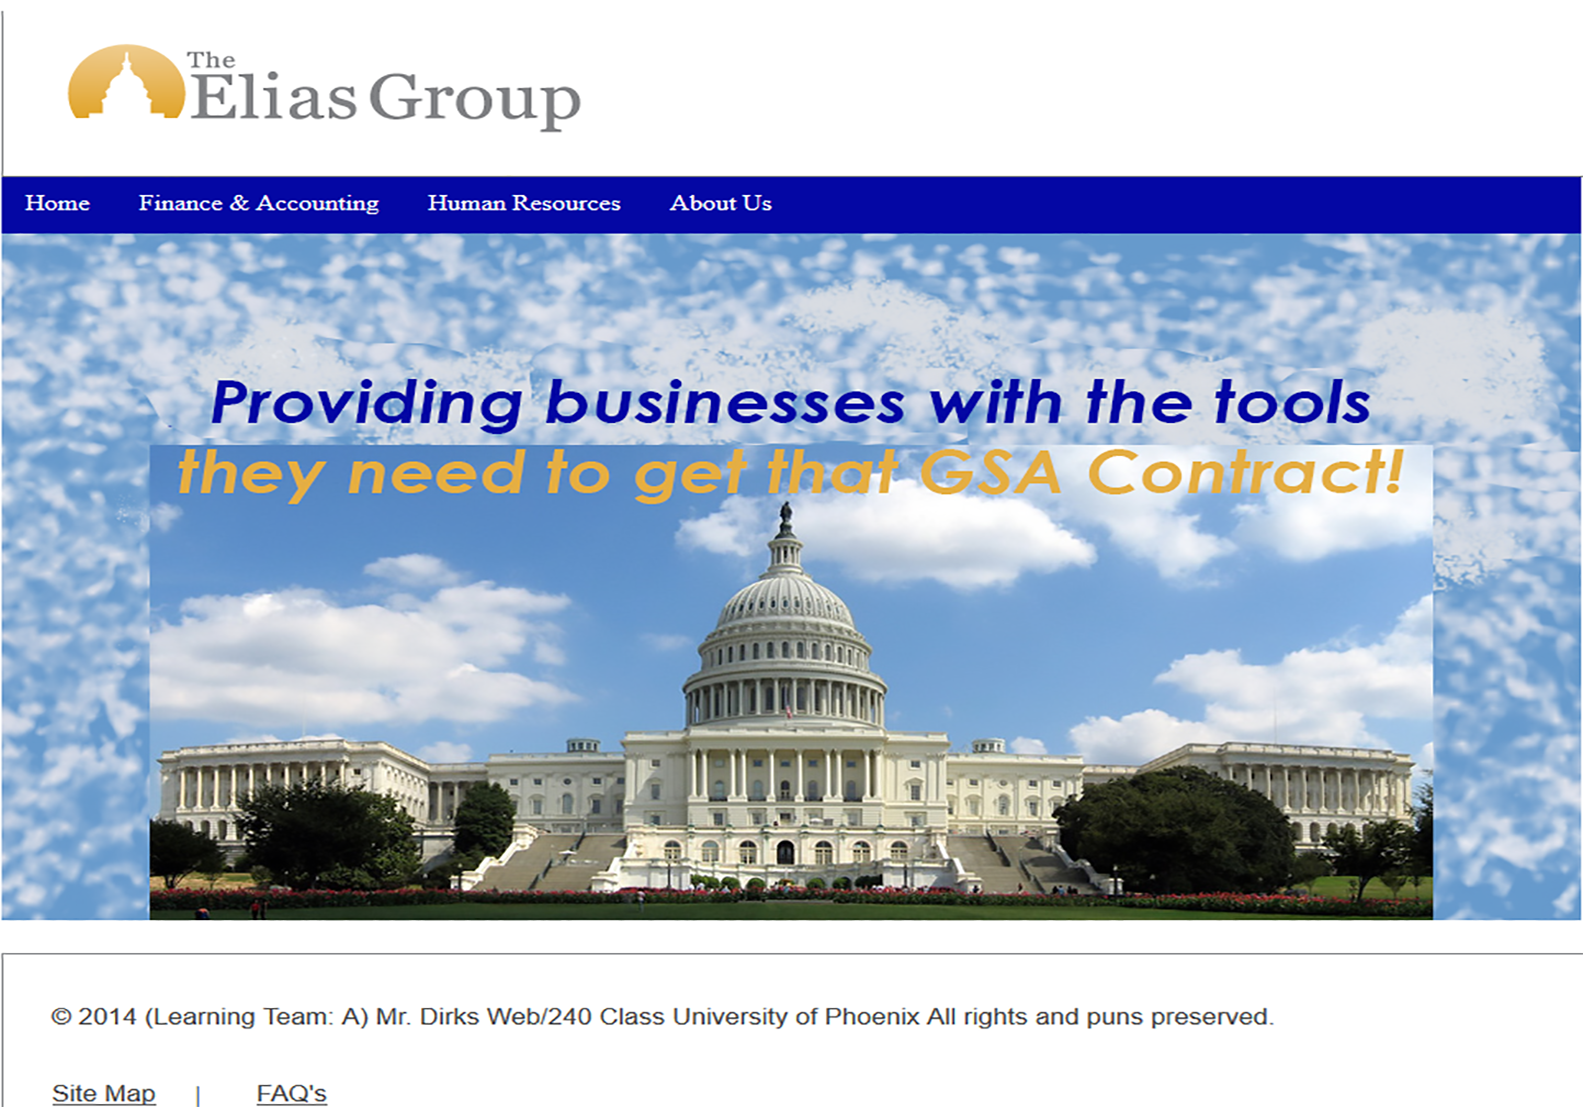 The
Elias Group
Home Finance & Accounting Human Resources About Us
Providing businesses with the tools
they need to get that GSA Contract!
© 2014 (Learning Team: A) Mr. Dirks Web/240 Class University of Phoenix All rights and puns preserved.
Site Map | FAQ's